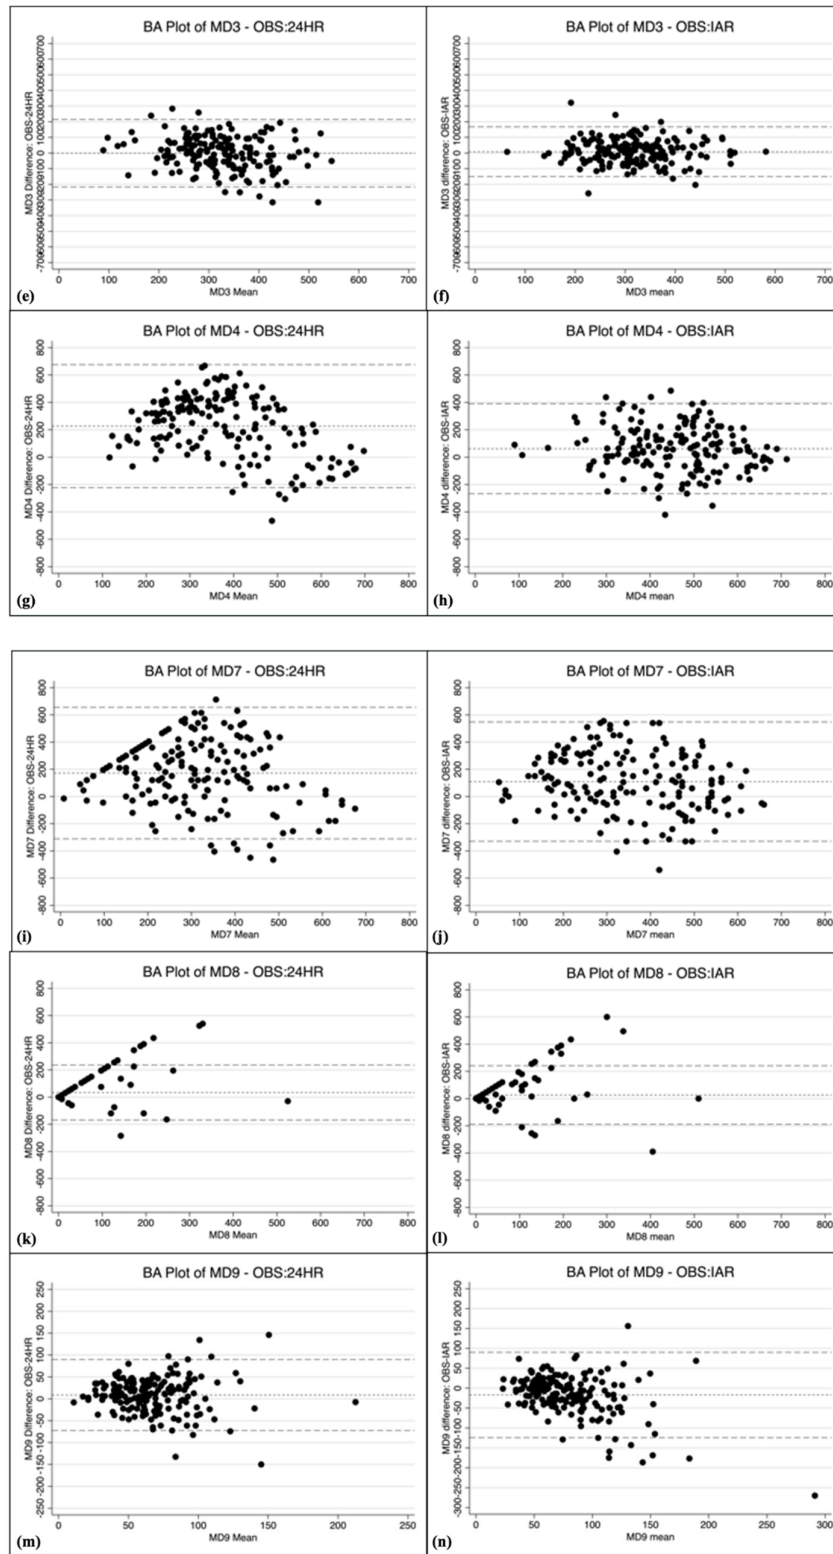 BA Plot of MD3 - OBS:24HR
MD3 Difference: OBS-24HR
0 100 200 300 400 500 600 700
MD3 Mean
(e)
BA Plot of MD3 - OBS:IAR
MD3 Difference: OBS-IAR
0 100 200 300 400 500 600 700
MD3 mean
(f)
BA Plot of MD4 - OBS:24HR
MD4 Difference: OBS-24HR
-800 -600 -400 -200 0 200 400 600 800
0 100 200 300 400 500 600 700 800
MD4 Mean
(g)
BA Plot of MD4 - OBS:IAR
MD4 difference: OBS-IAR
-800 -600 -400 -200 0 200 400 600 800
0 100 200 300 400 500 600 700 800
MD4 mean
(h)
BA Plot of MD7 - OBS:24HR
MD7 Difference: OBS-24HR
-800 -600 -400 -200 0 200 400 600 800
0 100 200 300 400 500 600 700 800
MD7 Mean
(i)
BA Plot of MD7 - OBS:IAR
MD7 difference: OBS-IAR
-800 -600 -400 -200 0 200 400 600 800
0 100 200 300 400 500 600 700 800
MD7 mean
(j)
BA Plot of MD8 - OBS:24HR
MD8 Difference: OBS-24HR
-800 -600 -400 -200 0 200 400 600 800
0 100 200 300 400 500 600 700 800
MD8 Mean
(k)
BA Plot of MD8 - OBS:IAR
MD8 difference: OBS-IAR
-800 -600 -400 -200 0 200 400 600 800
0 100 200 300 400 500 600 700 800
MD8 mean
(l)
BA Plot of MD9 - OBS:24HR
MD9 Difference: OBS-24HR
-250 -200 -150 -100 -50 0 50 100 150 200 250
0 50 100 150 200 250
MD9 Mean
(m)
BA Plot of MD9 - OBS:IAR
MD9 difference: OBS-IAR
-300 -250 -200 -150 -100 -50 0 50 100 150 200 250
0 50 100 150 200 250 300
MD9 mean
(n)